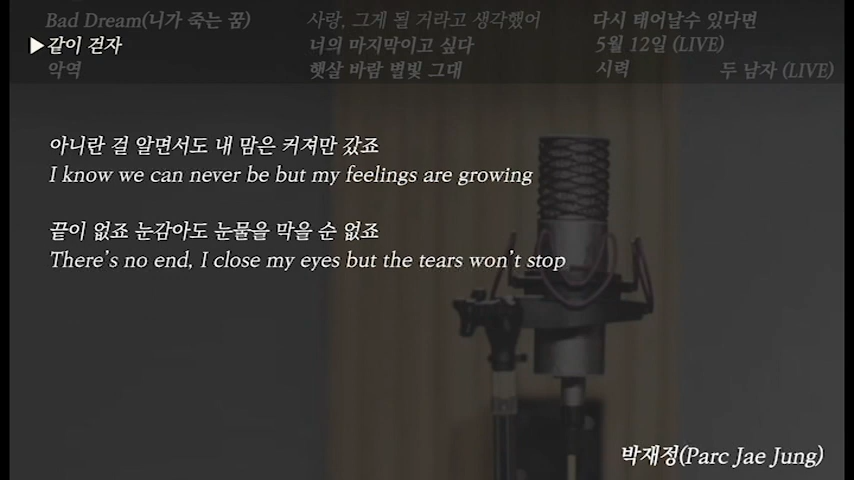 Bad Dream(니가 죽는 꿈) 사랑, 그게 될 거라고 생각했어 다시 태어날수 있다면
▶같이 걷자 너의 마지막이고 싶다 5월 12일 (LIVE)
악역 햇살 바람 별빛 그대 시력 두 남자 (LIVE)
아니란 걸 알면서도 내 맘은 커져만 갔죠
I know we can never be but my feelings are growing
끝이 없죠 눈감아도 눈물을 막을 순 없죠
There's no end, I close my eyes but the tears won't stop
박재정(Parc Jae Jung)